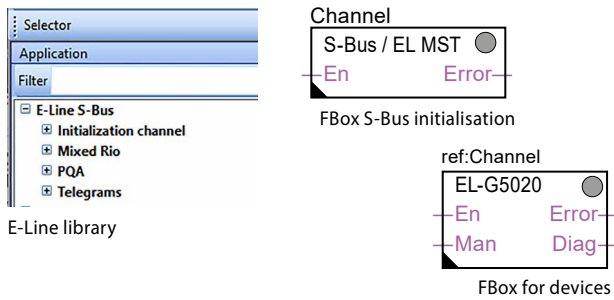 Selector
Application
Filter
E-Line S-Bus
Initialization channel
Mixed Rio
PQA
Telegrams
E-Line library
Channel
S-Bus / EL MST
En Error
FBox S-Bus initialisation
ref:Channel
EL-G5020
En Error
Man Diag
FBox for devices